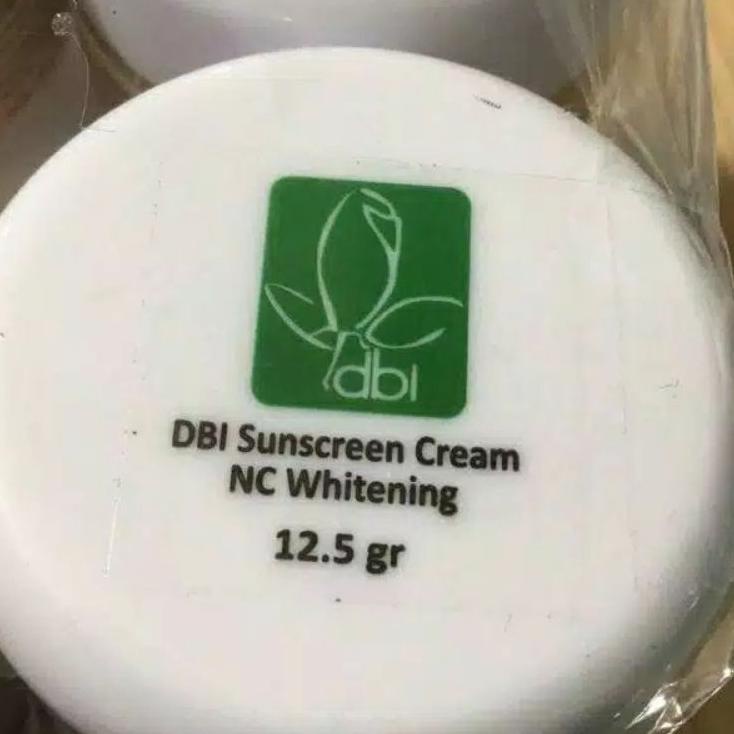 dbi
DBI Sunscreen Cream
NC Whitening
12.5 gr